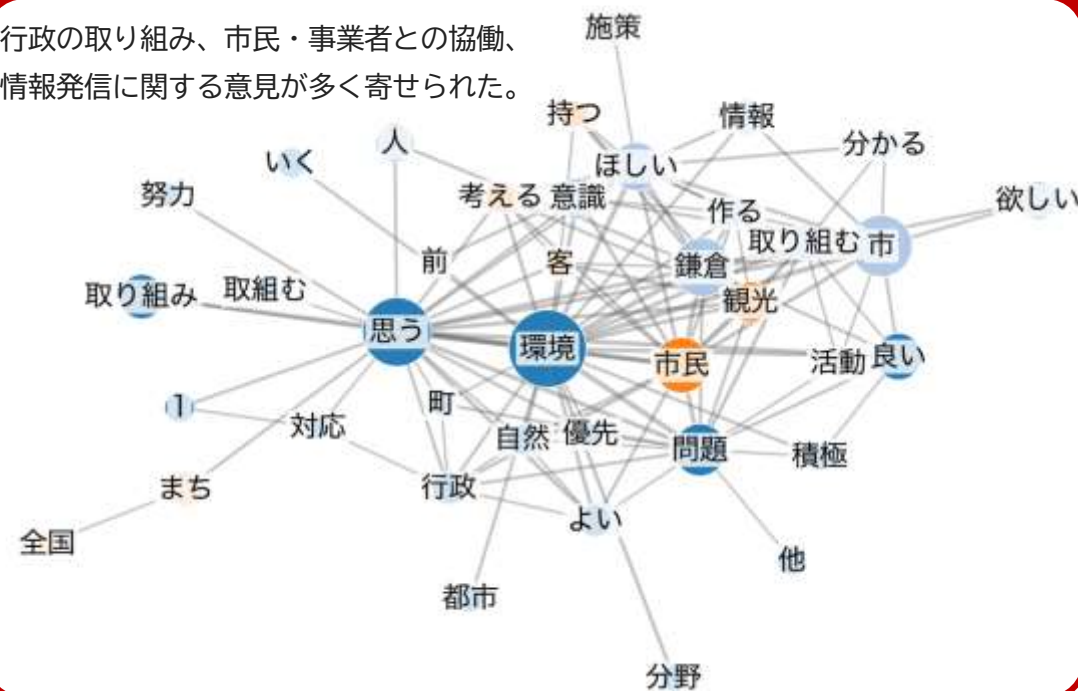 行政の取り組み、市民・事業者との協働、
情報発信に関する意見が多く寄せられた。
施策
持つ
情報
人
いく
ほしい
分かる
努力
考える
意識
作る
欲しい
取り組む
市
前
客
鎌倉
取り組み
取組む
観光
思う
環境
市民
活動
良い
1
町
対応
自然
優先
問題
積極
まち
行政
よい
全国
他
都市
分野